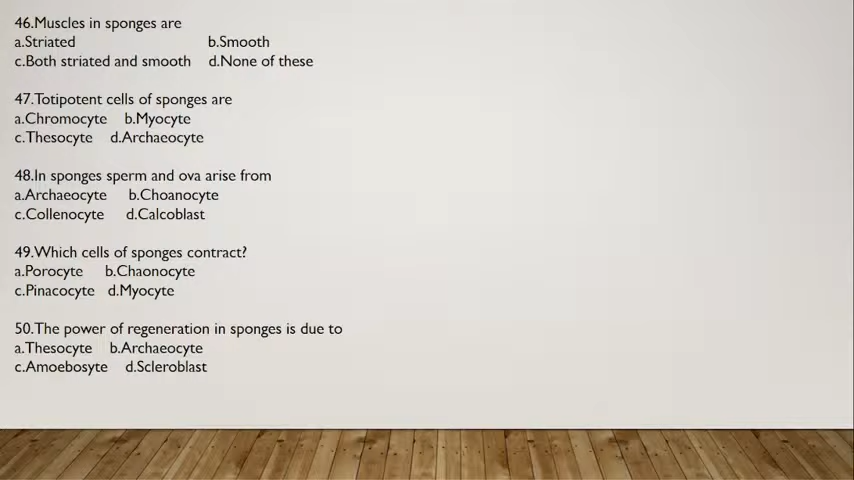 46.Muscles in sponges are
a.Striated b.Smooth
c.Both striated and smooth d.None of these
47.Totipotent cells of sponges are
a.Chromocyte b.Myocyte
c.Thesocyte d.Archaeocyte
48.In sponges sperm and ova arise from
a.Archaeocyte b.Choanocyte
c.Collenocyte d.Calcoblast
49.Which cells of sponges contract?
a.Porocyte b.Chaonocyte
c.Pinacocyte d.Myocyte
50.The power of regeneration in sponges is due to
a.Thesocyte b.Archaeocyte
c.Amoebosyte d.Scleroblast